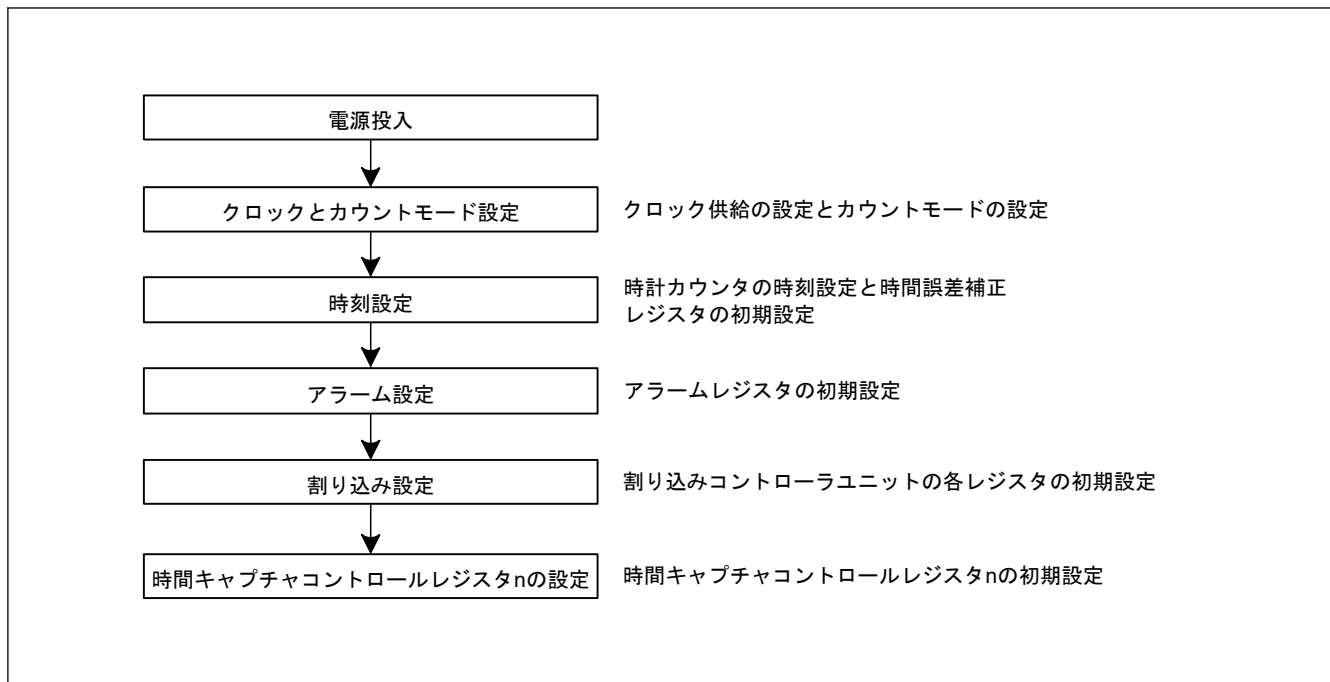 電源投入
クロックとカウントモード設定
クロック供給の設定とカウントモードの設定
時刻設定
時計カウンタの時刻設定と時間誤差補正
レジスタの初期設定
アラーム設定
アラームレジスタの初期設定
割り込み設定
割り込みコントローラユニットの各レジスタの初期設定
時間キャプチャコントロールレジスタnの設定
時間キャプチャコントロールレジスタnの初期設定